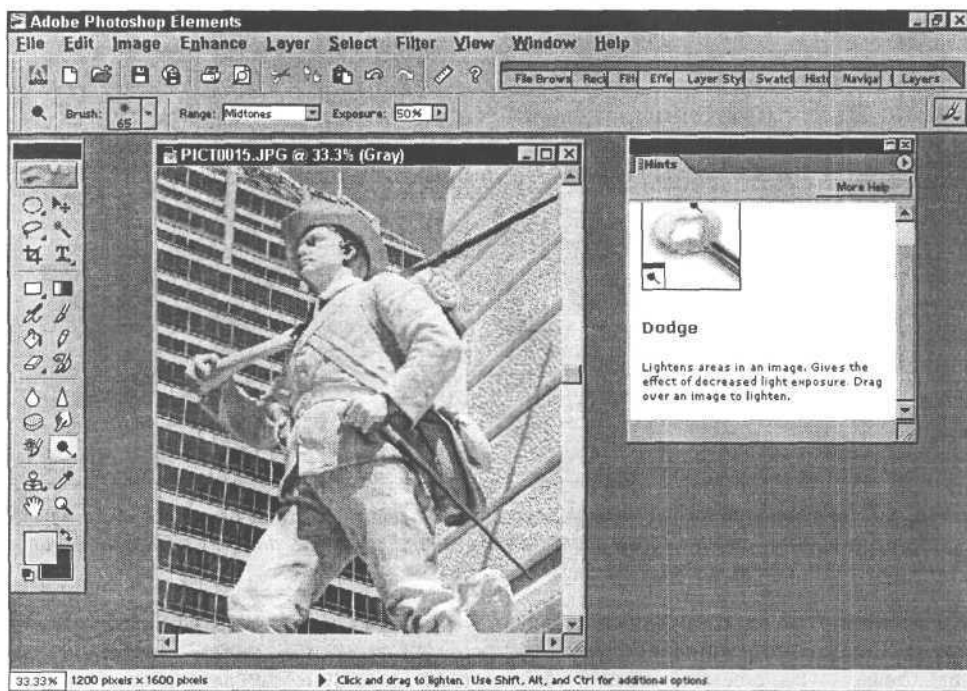 Adobe Photoshop Elements
File Edit Image Enhance Layer Select Filter View Window Help
File Brows Reci Filt Effe Layer Styl Swatcl Histo Navigat Layers
Brush: 65 Range: Midtones Exposure: 50%
PICT0015.JPG @ 33.3% (Gray)
Hints
More Help
T
Dodge
Lightens areas in an image. Gives the
effect of decreased light exposure. Drag
over an image to lighten.
33.33% 1200 pixels x 1600 pixels Click and drag to lighten. Use Shift, Alt, and Ctrl for additional options.